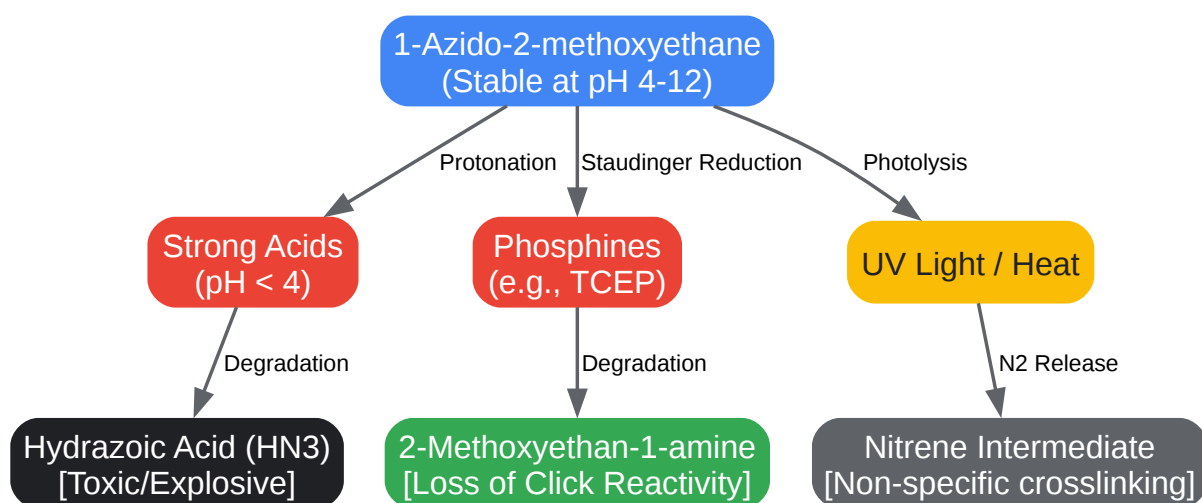 1-Azido-2-methoxyethane
(Stable at pH 4-12)
Protonation
Staudinger Reduction
Photolysis
Strong Acids
(pH < 4)
Phosphines
(e.g., TCEP)
UV Light / Heat
Degradation
Degradation
N2 Release
Hydrazoic Acid (HN3)
[Toxic/Explosive]
2-Methoxyethan-1-amine
[Loss of Click Reactivity]
Nitrene Intermediate
[Non-specific crosslinking]